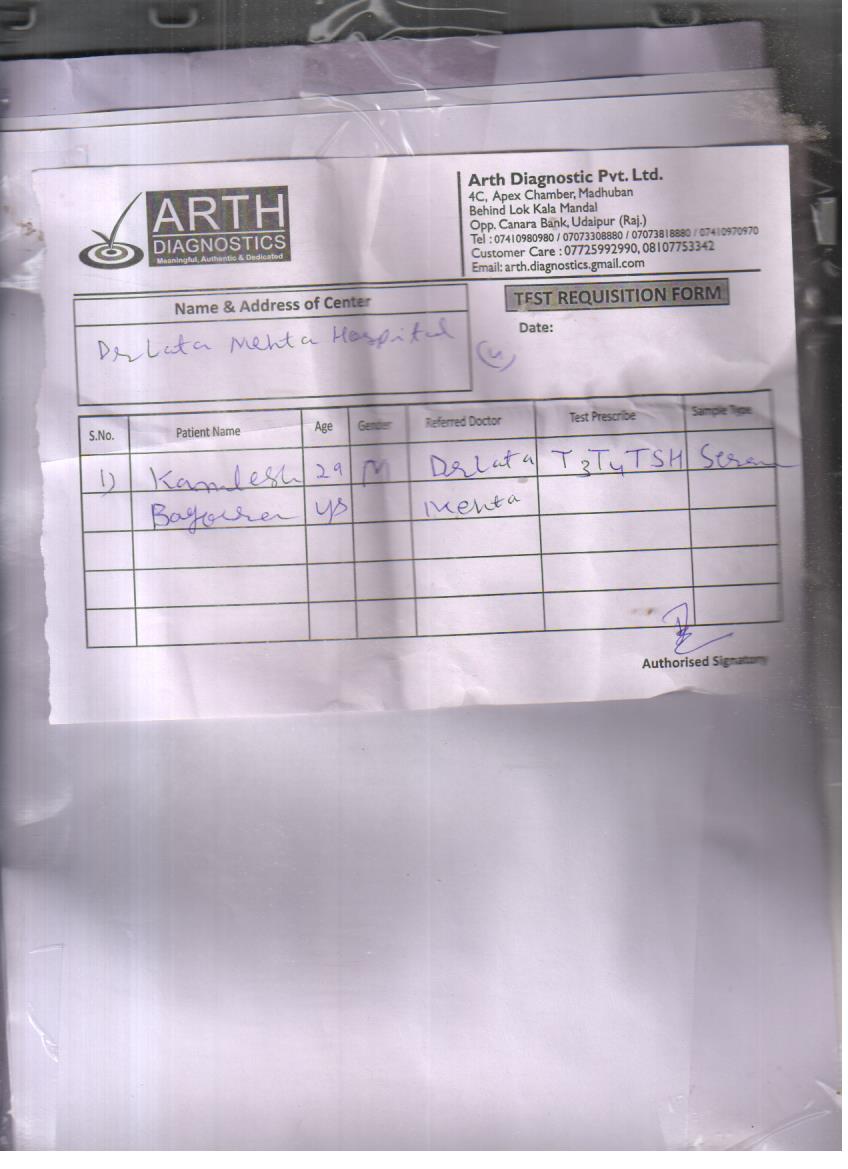 ARTH
DIAGNOSTICS
Meaningful, Authentic & Dedicated
Arth Diagnostic Pvt. Ltd.
4C, Apex Chamber, Madhuban
Behind Lok Kala Mandal
Opp. Canara Bank, Udaipur (Raj.)
Tel : 07410980980 / 07073308880 / 07073818880 / 07410970970
Customer Care : 07725992990, 08107753342
Email: arth.diagnostics.gmail.com
Name & Address of Center
TEST REQUISITION FORM
Date:
Dr Lata Mehta Hospital
S.No. Patient Name Age Gender Referred Doctor Test Prescribe Sample Type
1) Kamlesh 29 M Dr Lata T3T4TSH Serum
ys Mehta
Authorised Signatory